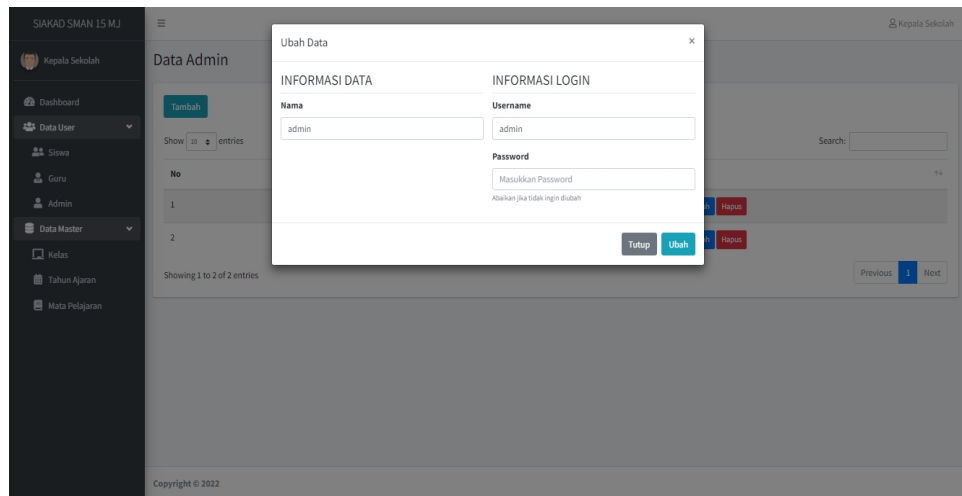 SIAKAD SMAN 15 MJ
Kepala Sekolah
Kepala Sekolah
Dashboard
Data User
Siswa
Guru
Admin
Data Master
Kelas
Tahun Ajaran
Mata Pelajaran
Data Admin
Tambah
Show 10 entries
Search:
No
1
Hapus
2
Hapus
Showing 1 to 2 of 2 entries
Previous 1 Next
Ubah Data ×
INFORMASI DATA
Nama
admin
INFORMASI LOGIN
Username
admin
Password
Masukkan Password
Abaikan jika tidak ingin diubah
Tutup Ubah
Copyright © 2022